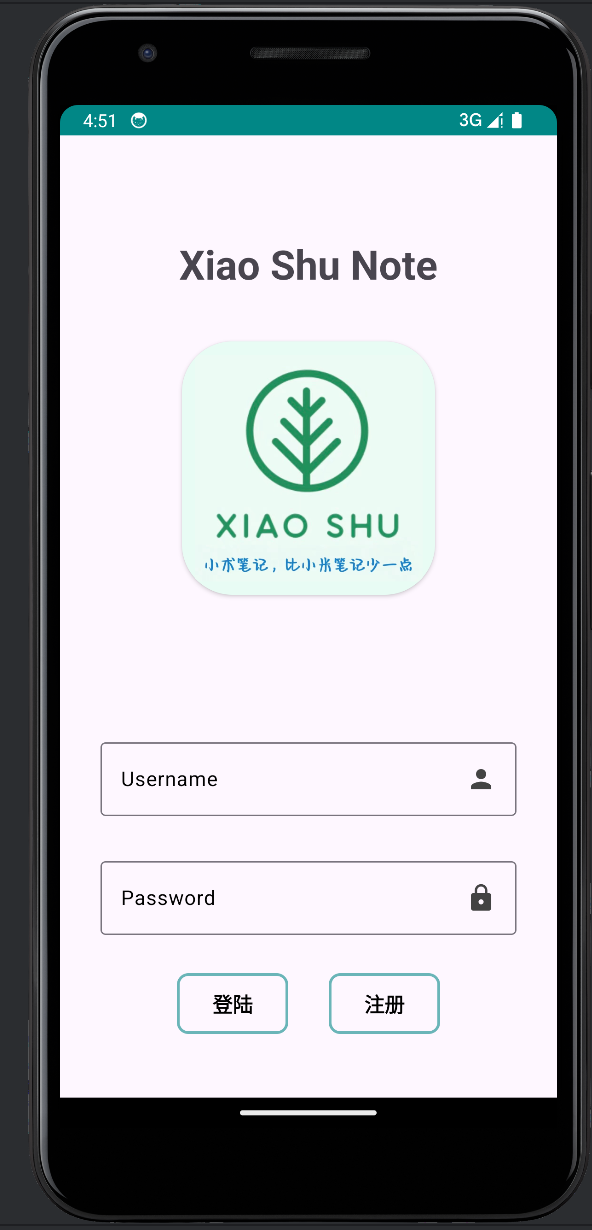 4:51 3G
Xiao Shu Note
XIAO SHU
小术笔记，比小米笔记少一点
Username
Password
登陆 注册